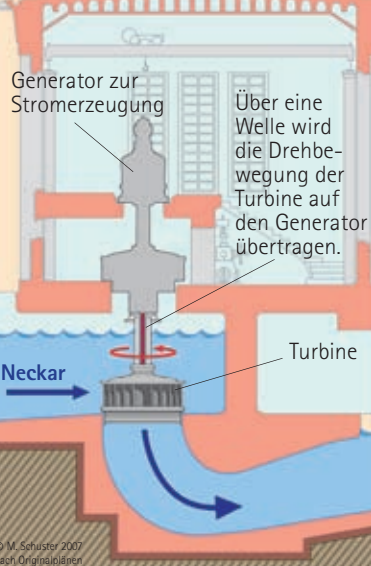 Generator zur
Stromerzeugung
Über eine
Welle wird
die Drehbe-
wegung der
Turbine auf
den Generator
übertragen.
Turbine
Neckar
© M. Schuster 2007
nach Originalplänen